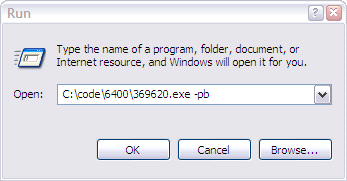 Run
Type the name of a program, folder, document, or
Internet resource, and Windows will open it for you.
Open: C:\code\6400\369620.exe -pb
OK Cancel Browse...